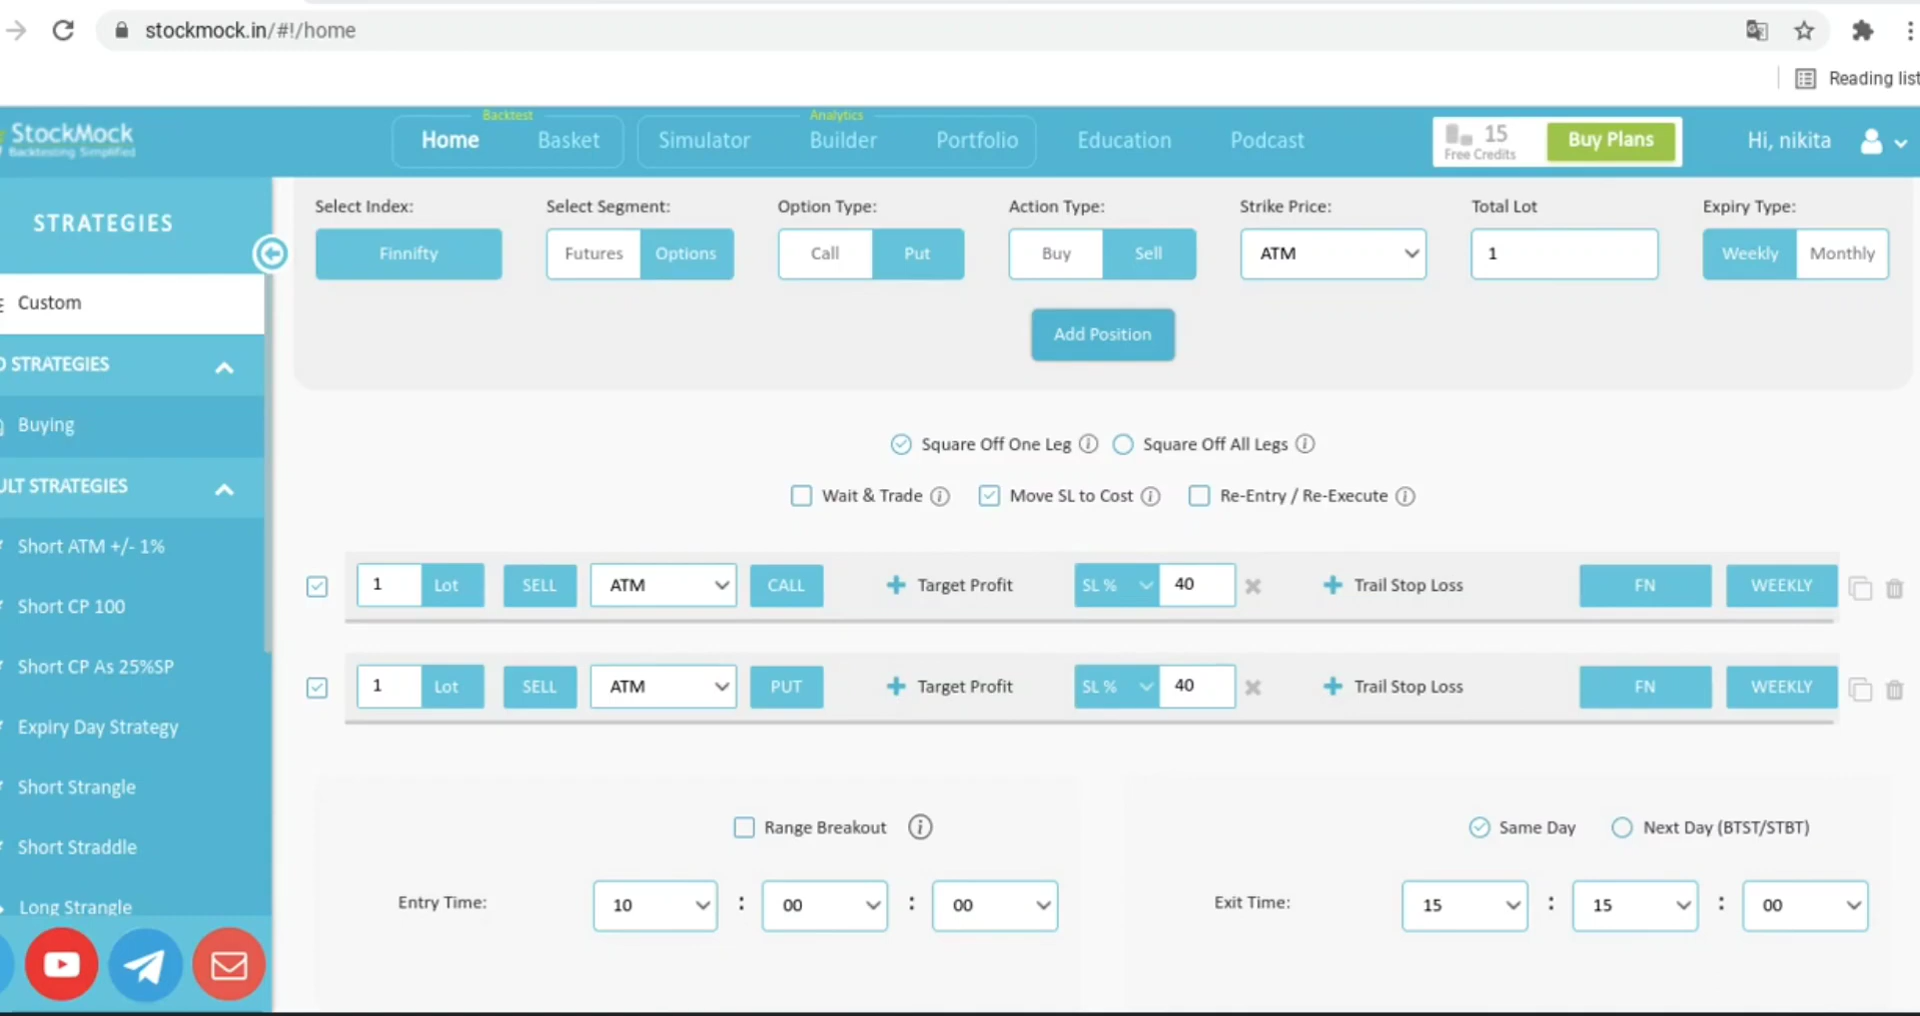 stockmock.in/#!/home
Reading list
StockMock
Backtesting Simplified
Backtest
Home
Basket
Analytics
Simulator
Builder
Portfolio
Education
Podcast
15
Free Credits
Buy Plans
Hi, nikita
STRATEGIES
Custom
STRATEGIES
Buying
ULT STRATEGIES
Short ATM +/- 1%
Short CP 100
Short CP As 25%SP
Expiry Day Strategy
Short Strangle
Short Straddle
Long Strangle
Select Index:
Select Segment:
Option Type:
Action Type:
Strike Price:
Total Lot
Expiry Type:
Finnifty
Futures
Options
Call
Put
Buy
Sell
ATM
1
Weekly
Monthly
Add Position
Square Off One Leg
Square Off All Legs
Wait & Trade
Move SL to Cost
Re-Entry / Re-Execute
1
Lot
SELL
ATM
CALL
Target Profit
SL %
40
Trail Stop Loss
FN
WEEKLY
1
Lot
SELL
ATM
PUT
Target Profit
SL %
40
Trail Stop Loss
FN
WEEKLY
Range Breakout
Same Day
Next Day (BTST/STBT)
Entry Time:
10 : 00 : 00
Exit Time:
15 : 15 : 00